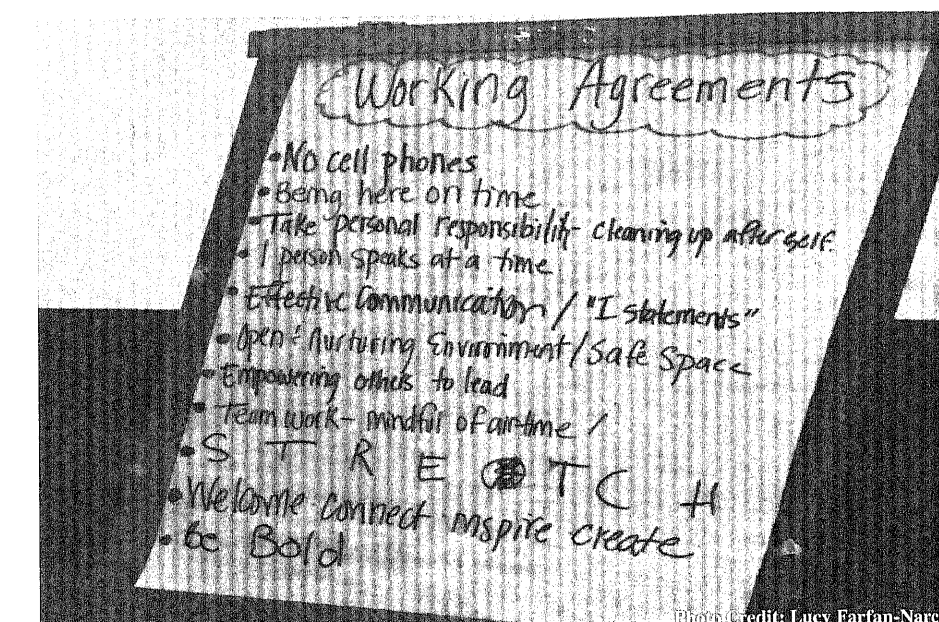 Working Agreements
• No cell phones
• Being here on time
• Take personal responsibility - cleaning up after self.
• 1 person speaks at a time
• Effective Communication / "I statements"
• Open & Nurturing Environment / Safe Space
• Empowering others to lead
• Team work - mindful of airtime /
• S T R E T C H
• Welcome connect inspire create
• be Bold
Photo Credit: Lucy Farfan-Narc